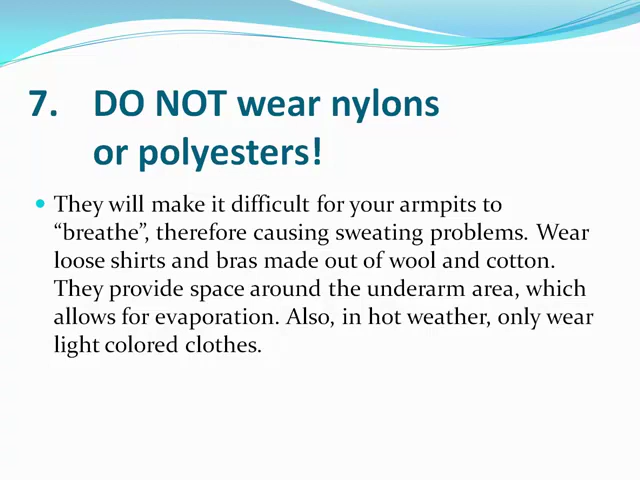 7. DO NOT wear nylons
or polyesters!
• They will make it difficult for your armpits to
“breathe”, therefore causing sweating problems. Wear
loose shirts and bras made out of wool and cotton.
They provide space around the underarm area, which
allows for evaporation. Also, in hot weather, only wear
light colored clothes.